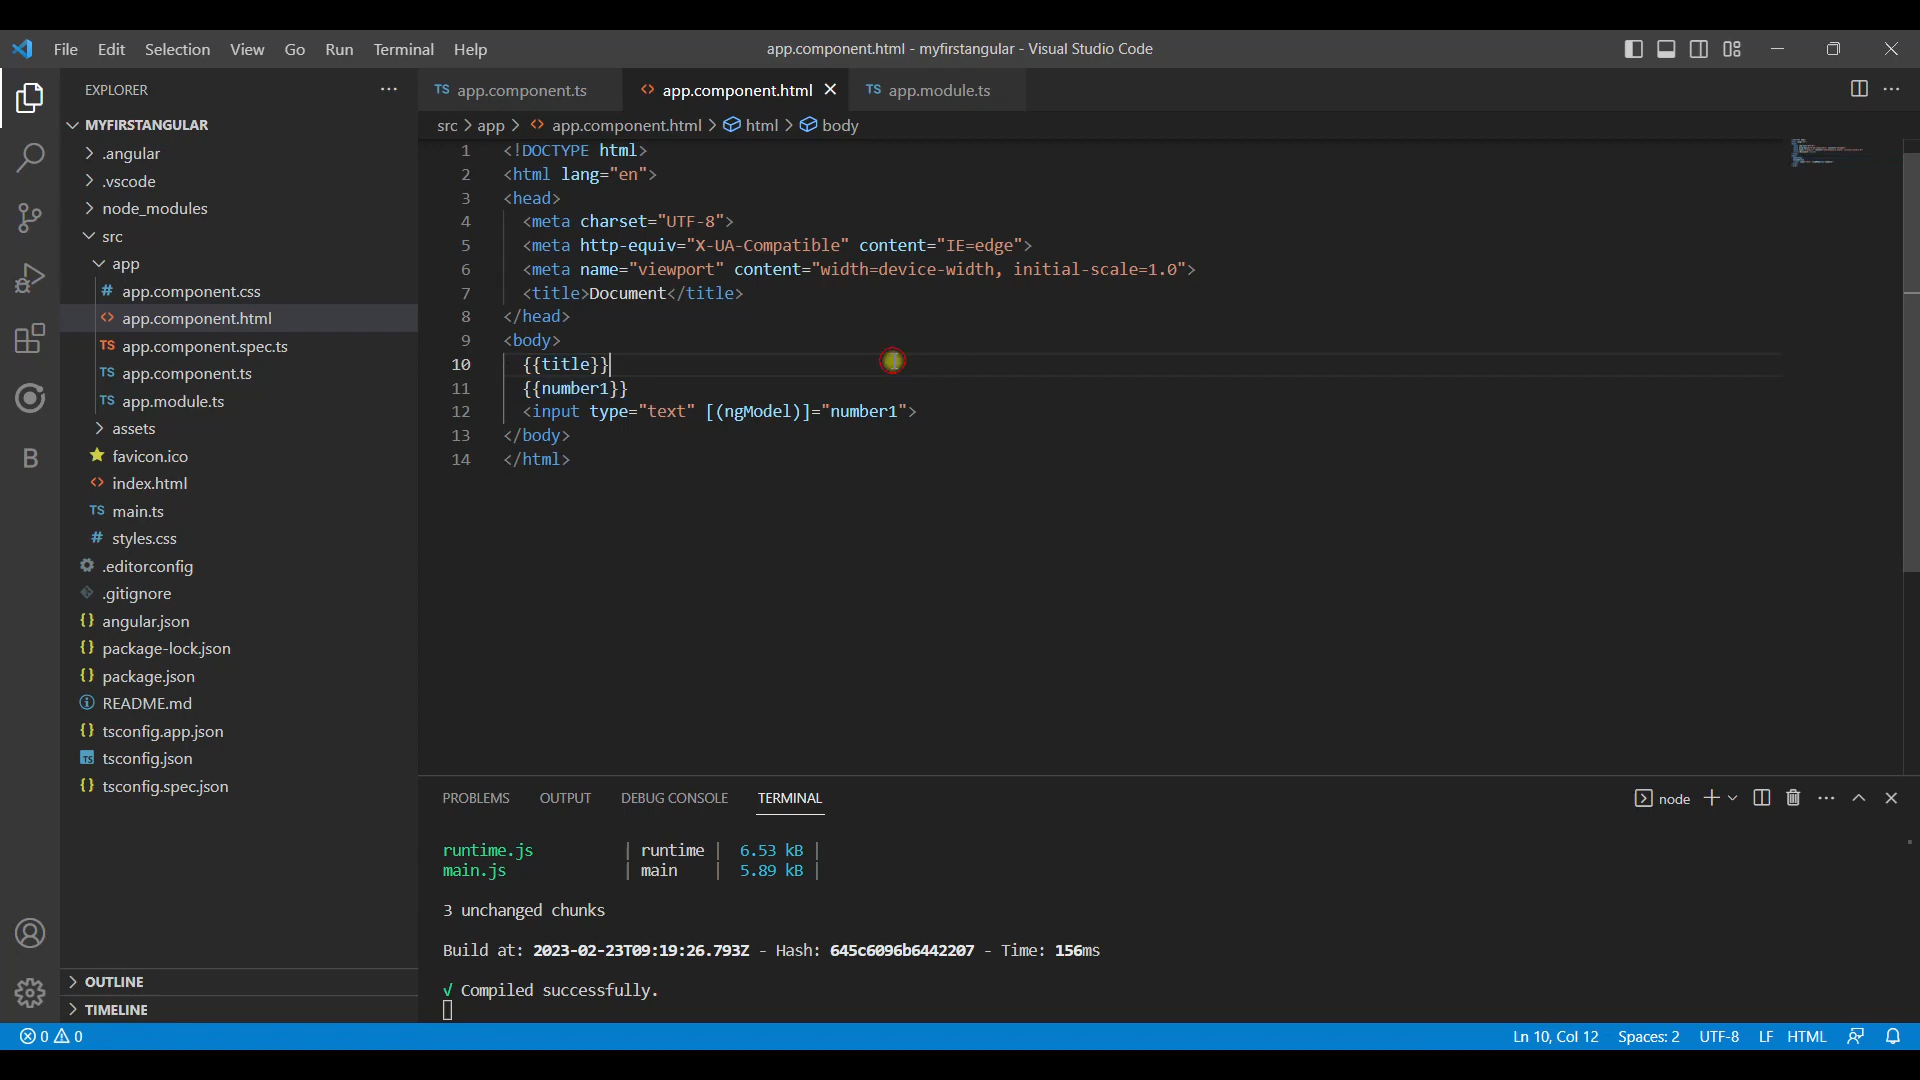 File Edit Selection View Go Run Terminal Help
app.component.html - myfirstangular - Visual Studio Code
EXPLORER
MYFIRSTANGULAR
.angular
.vscode
node_modules
src
app
# app.component.css
<> app.component.html
TS app.component.spec.ts
TS app.component.ts
TS app.module.ts
assets
favicon.ico
<> index.html
TS main.ts
# styles.css
.editorconfig
.gitignore
{} angular.json
{} package-lock.json
{} package.json
README.md
{} tsconfig.app.json
TS tsconfig.json
{} tsconfig.spec.json
OUTLINE
TIMELINE
B
TS app.component.ts
<> app.component.html
TS app.module.ts
src > app > <> app.component.html > html > body
1 <!DOCTYPE html>
2 <html lang="en">
3 <head>
4 <meta charset="UTF-8">
5 <meta http-equiv="X-UA-Compatible" content="IE=edge">
6 <meta name="viewport" content="width=device-width, initial-scale=1.0">
7 <title>Document</title>
8 </head>
9 <body>
10 {{title}}
11 {{number1}}
12 <input type="text" [(ngModel)]="number1">
13 </body>
14 </html>
PROBLEMS OUTPUT DEBUG CONSOLE TERMINAL
node
runtime.js | runtime | 6.53 kB |
main.js | main | 5.89 kB |
3 unchanged chunks
Build at: 2023-02-23T09:19:26.793Z - Hash: 645c6096b6442207 - Time: 156ms
√ Compiled successfully.
0 0
Ln 10, Col 12 Spaces: 2 UTF-8 LF HTML